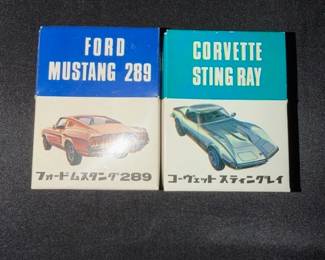 FORD
MUSTANG 289
フォードムスタング289
CORVETTE
STING RAY
コーヴェット スティングレイ